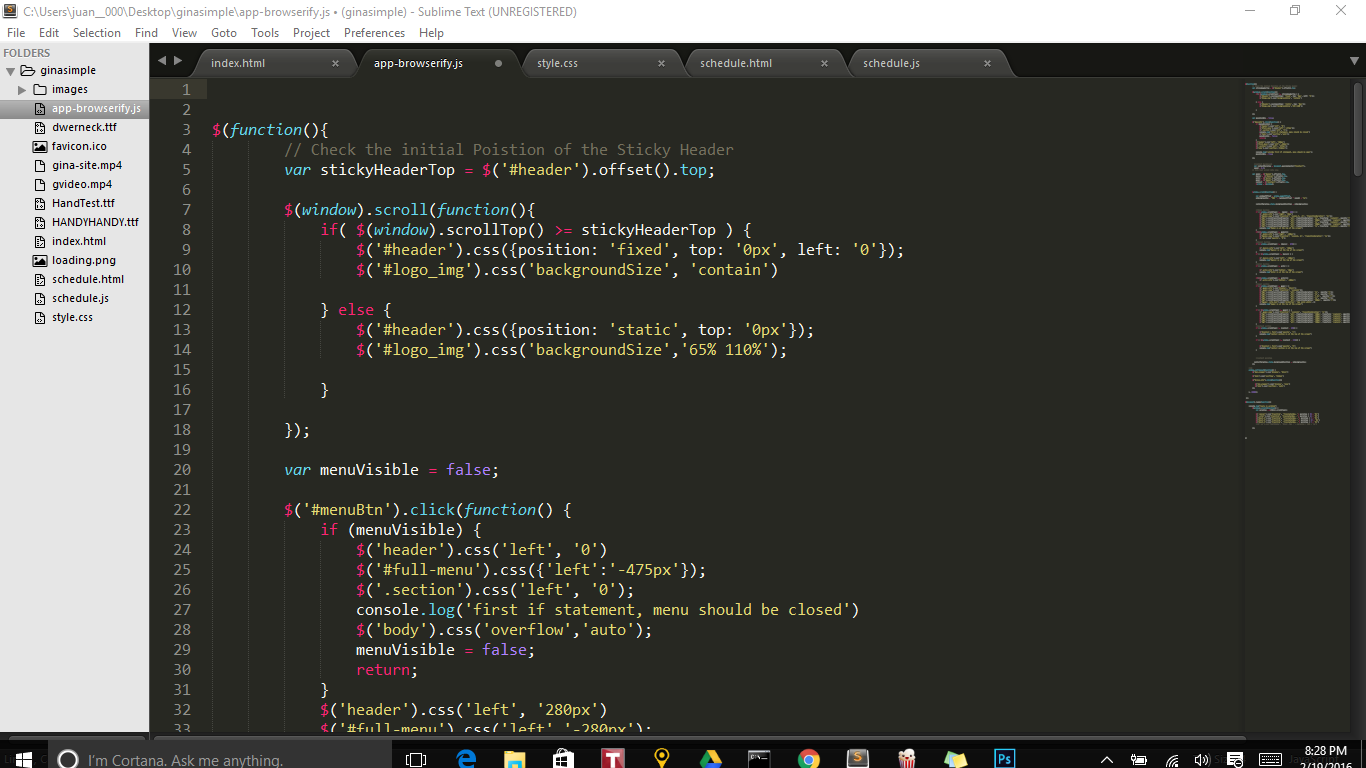 C:\Users\juan__000\Desktop\ginasimple\app-browserify.js • (ginasimple) - Sublime Text (UNREGISTERED)
File Edit Selection Find View Goto Tools Project Preferences Help
FOLDERS
ginasimple
images
app-browserify.js
dwerneck.ttf
favicon.ico
gina-site.mp4
gvideo.mp4
HandTest.ttf
HANDYHANDY.ttf
index.html
loading.png
schedule.html
schedule.js
style.css
index.html × app-browserify.js • style.css × schedule.html × schedule.js ×
1
2
3 $(function(){
4 // Check the initial Poistion of the Sticky Header
5 var stickyHeaderTop = $('#header').offset().top;
6
7 $(window).scroll(function(){
8 if( $(window).scrollTop() >= stickyHeaderTop ) {
9 $('#header').css({position: 'fixed', top: '0px', left: '0'});
10 $('#logo_img').css('backgroundSize', 'contain')
11
12 } else {
13 $('#header').css({position: 'static', top: '0px'});
14 $('#logo_img').css('backgroundSize','65% 110%');
15
16 }
17
18 });
19
20 var menuVisible = false;
21
22 $('#menuBtn').click(function() {
23 if (menuVisible) {
24 $('header').css('left', '0')
25 $('#full-menu').css({'left':'-475px'});
26 $('.section').css('left', '0');
27 console.log('first if statement, menu should be closed')
28 $('body').css('overflow','auto');
29 menuVisible = false;
30 return;
31 }
32 $('header').css('left', '280px')
33 $('#full-menu').css('left','-280px');
I'm Cortana. Ask me anything.
8:28 PM
2/19/2016